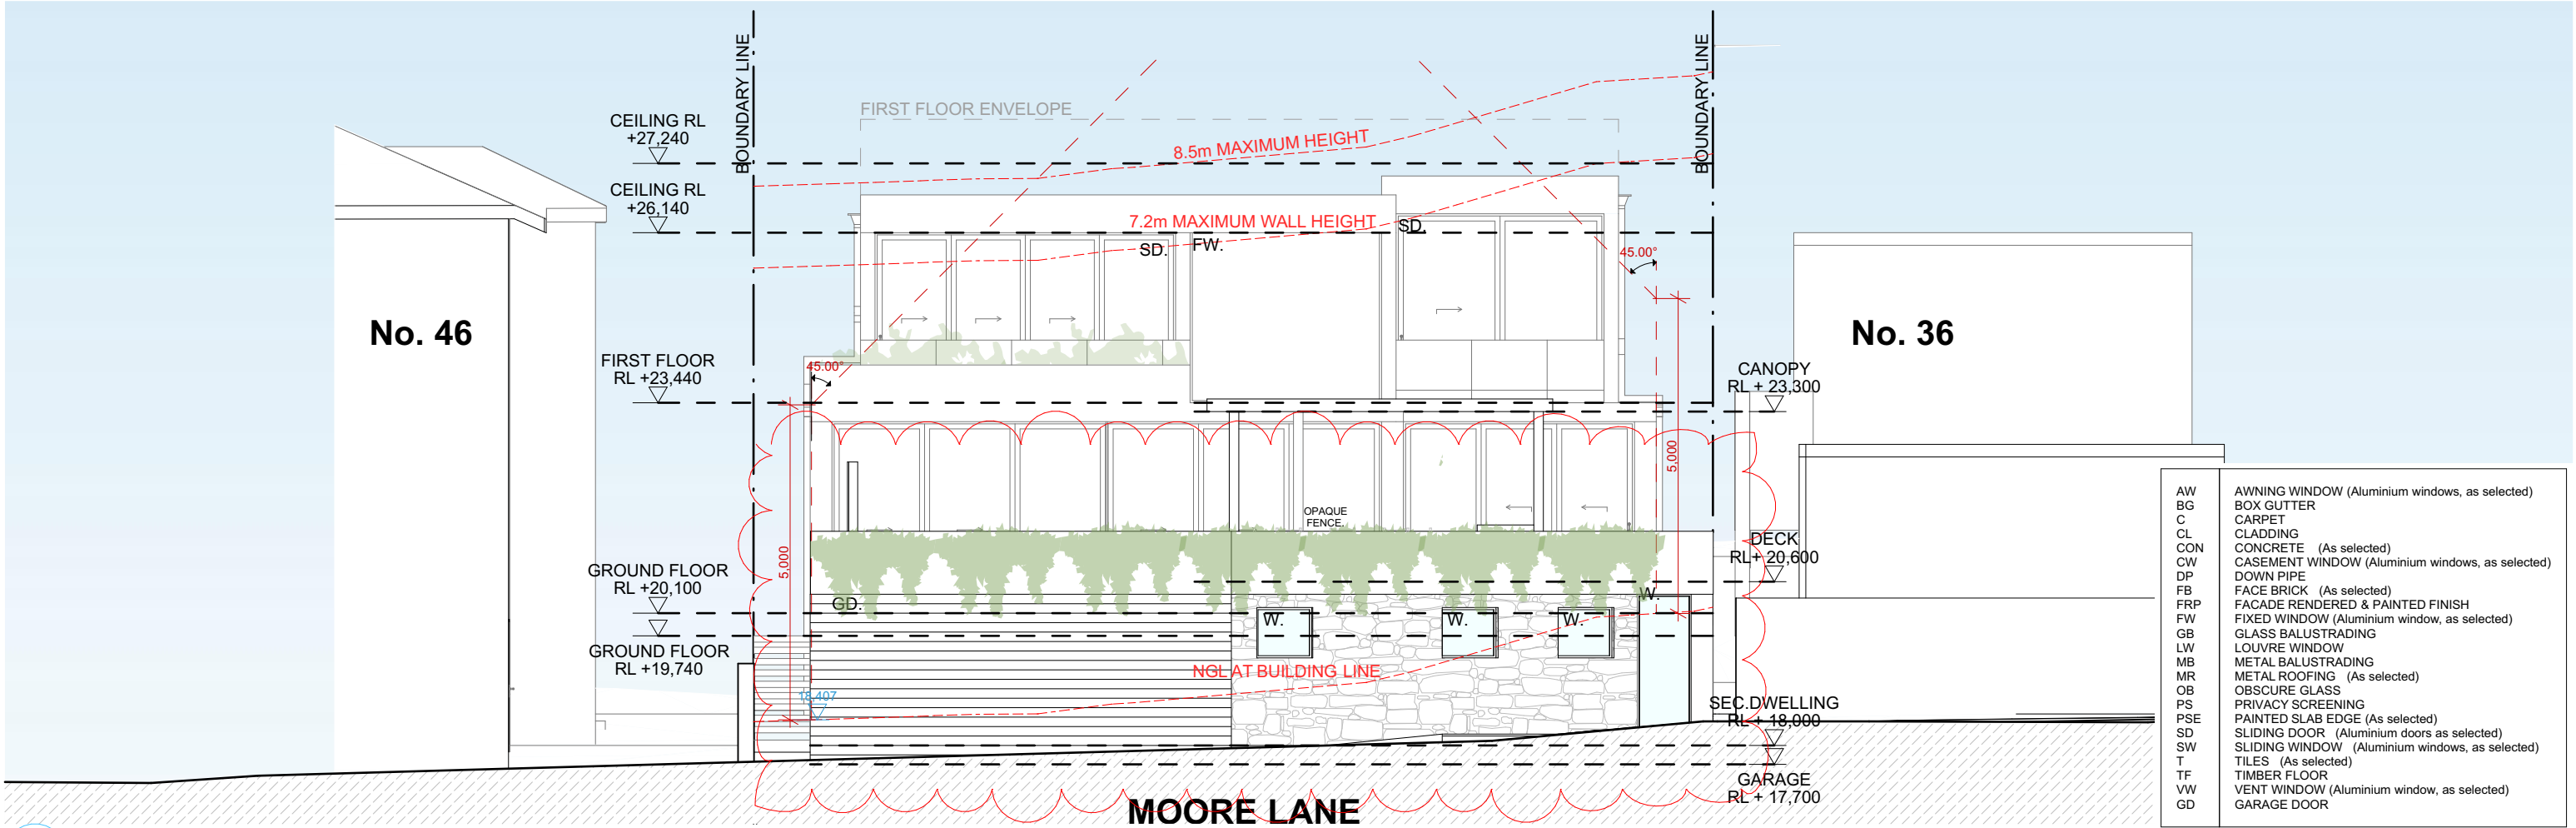 BOUNDARY LINE
BOUNDARY LINE
FIRST FLOOR ENVELOPE
CEILING RL
+27,240
8.5m MAXIMUM HEIGHT
CEILING RL
+26,140
7.2m MAXIMUM WALL HEIGHT
SD.
FW.
SD.
45.00°
No. 46
No. 36
FIRST FLOOR
RL +23,440
45.00°
CANOPY
RL + 23,300
5,000
5,000
OPAQUE
FENCE
DECK
RL+ 20,600
GROUND FLOOR
RL +20,100
GD.
W.
W.
W.
W.
GROUND FLOOR
RL +19,740
NGL AT BUILDING LINE
18,407
SEC.DWELLING
RL + 18,000
GARAGE
RL + 17,700
MOORE LANE
AW AWNING WINDOW (Aluminium windows, as selected)
BG BOX GUTTER
C CARPET
CL CLADDING
CON CONCRETE (As selected)
CW CASEMENT WINDOW (Aluminium windows, as selected)
DP DOWN PIPE
FB FACE BRICK (As selected)
FRP FACADE RENDERED & PAINTED FINISH
FW FIXED WINDOW (Aluminium window, as selected)
GB GLASS BALUSTRADING
LW LOUVRE WINDOW
MB METAL BALUSTRADING
MR METAL ROOFING (As selected)
OB OBSCURE GLASS
PS PRIVACY SCREENING
PSE PAINTED SLAB EDGE (As selected)
SD SLIDING DOOR (Aluminium doors as selected)
SW SLIDING WINDOW (Aluminium windows, as selected)
T TILES (As selected)
TF TIMBER FLOOR
VW VENT WINDOW (Aluminium window, as selected)
GD GARAGE DOOR